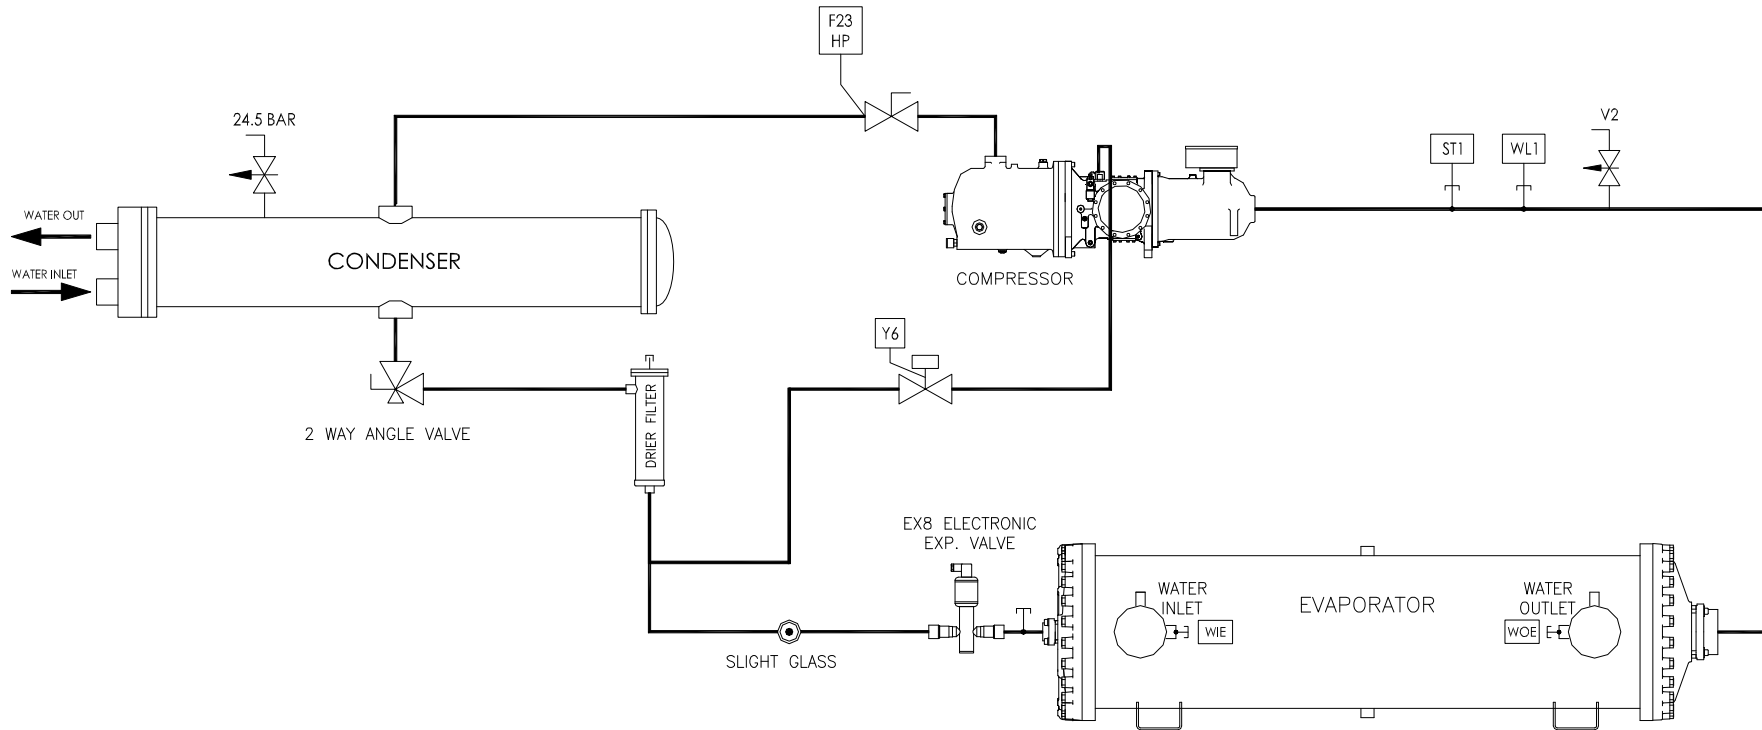 F23
HP
24.5 BAR
V2
ST1
WL1
WATER OUT
CONDENSER
WATER INLET
COMPRESSOR
Y6
2 WAY ANGLE VALVE
DRIER FILTER
EX8 ELECTRONIC
EXP. VALVE
WATER
INLET
EVAPORATOR
WATER
OUTLET
WIE
WOE
SLIGHT GLASS